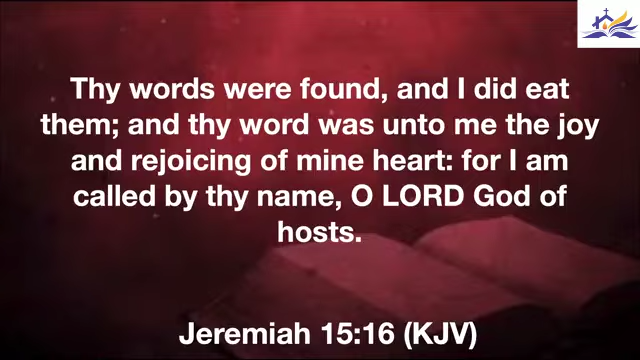 Thy words were found, and I did eat
them; and thy word was unto me the joy
and rejoicing of mine heart: for I am
called by thy name, O LORD God of
hosts.
Jeremiah 15:16 (KJV)